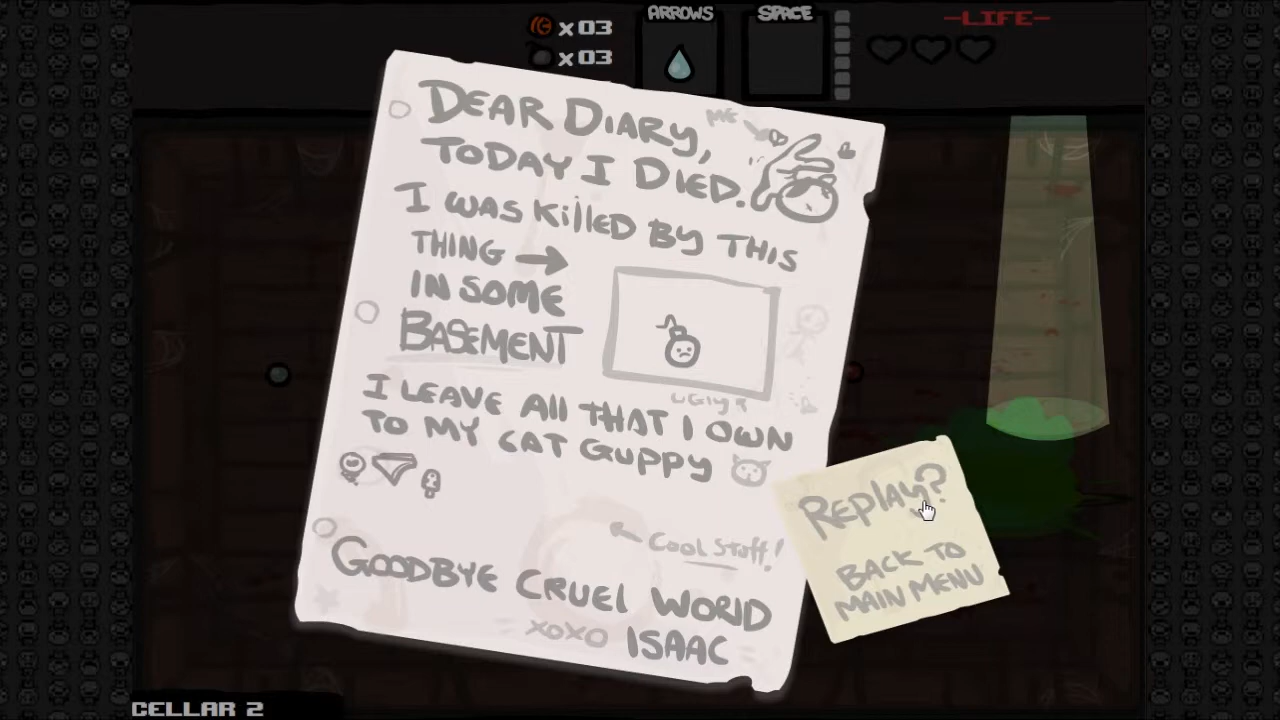 x03
x03
ARROWS
SPACE
-LIFE-
DEAR DIARY,
ME
TODAY I DIED.
I WAS KILLED BY THIS
THING
IN SOME
BASEMENT
UGLY
I LEAVE ALL THAT I OWN
TO MY CAT GUPPY
COOL STUFF!
GOODBYE CRUEL WORLD
XOXO ISAAC
REPLAY?
BACK TO
MAIN MENU
CELLAR 2